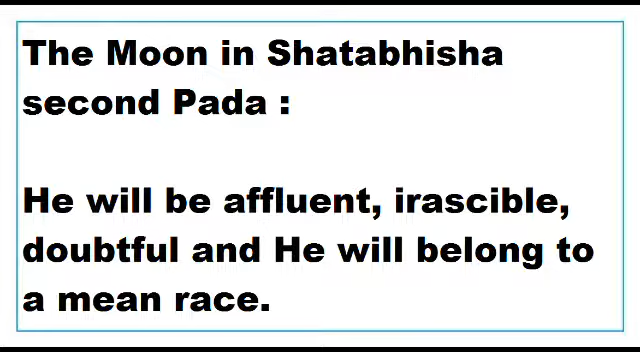 The Moon in Shatabhisha
second Pada :
He will be affluent, irascible,
doubtful and He will belong to
a mean race.